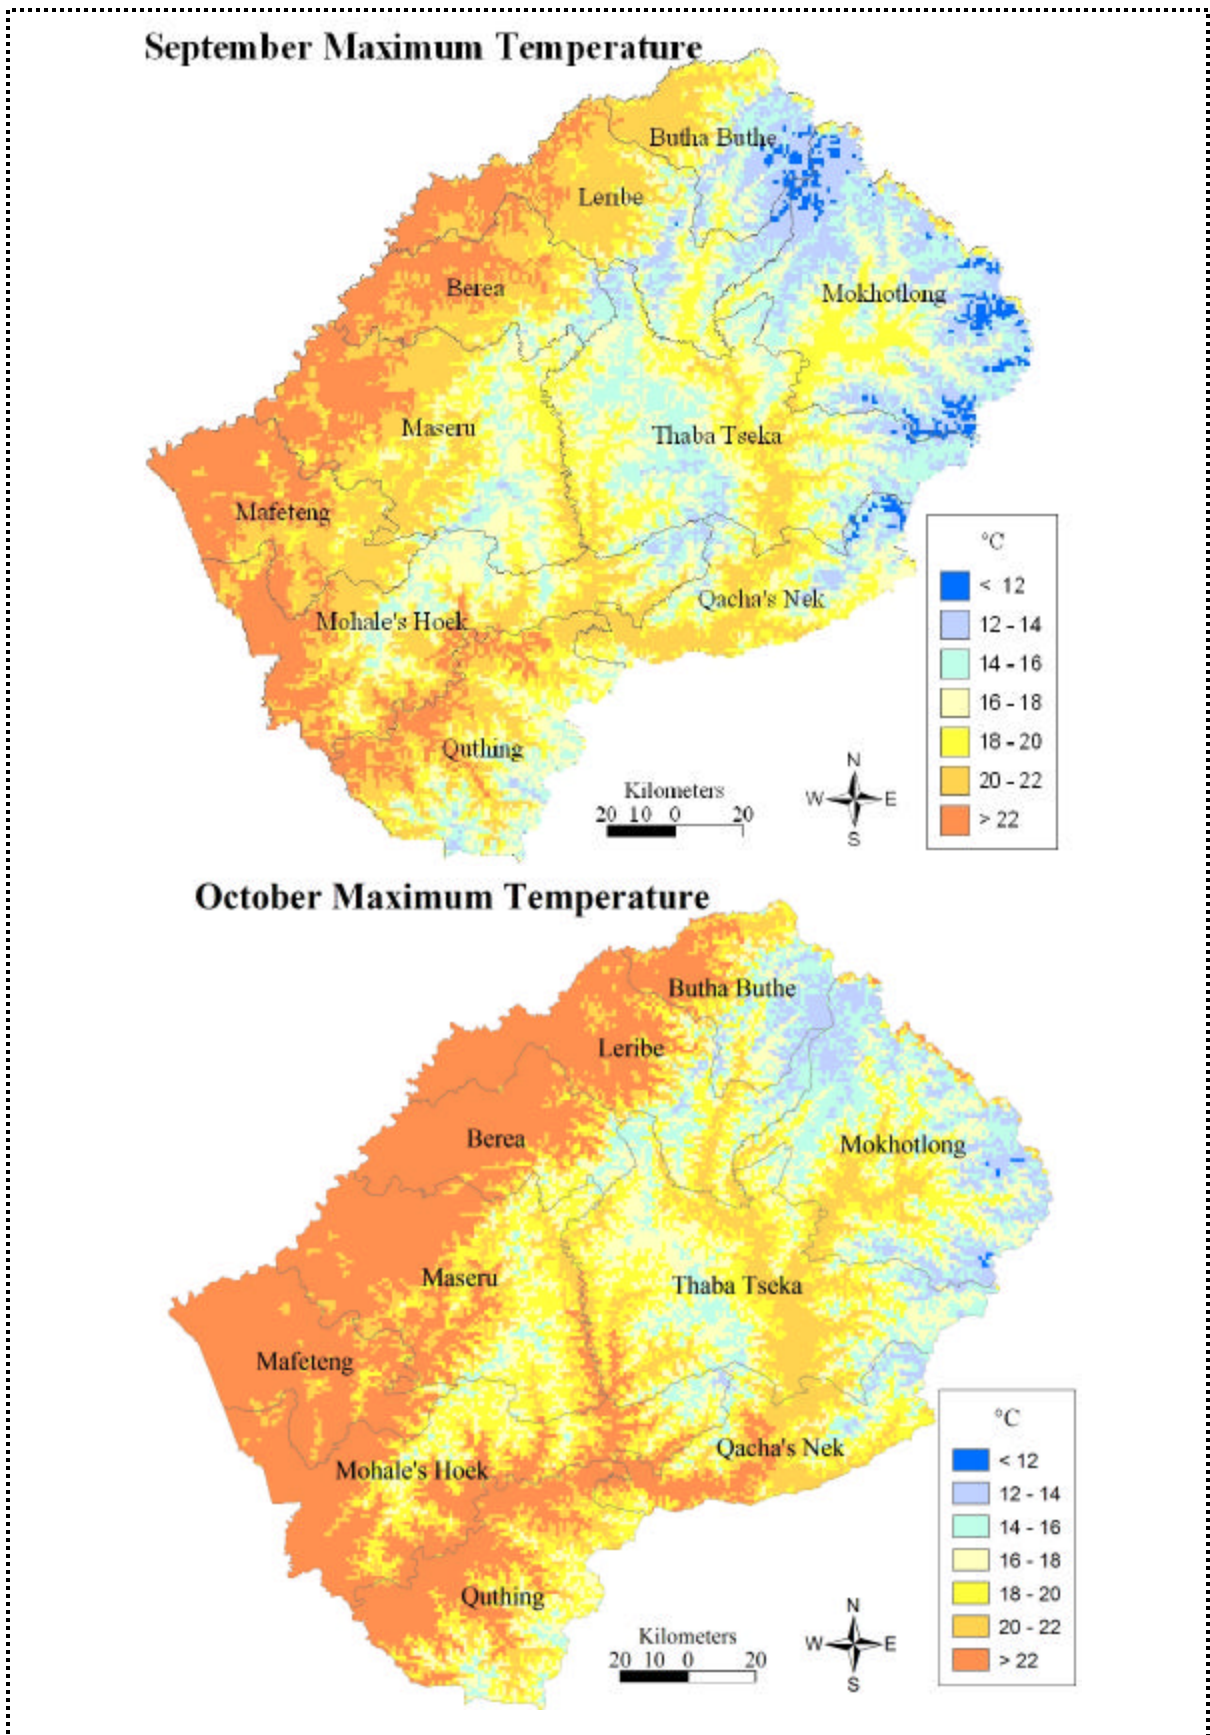 September Maximum Temperature
Butha Buthe
Leribe
Berea
Mokhotlong
Maseru
Thaba Tseka
Mafeteng
Qacha's Nek
Mohale's Hoek
Quthing
°C
< 12
12 - 14
14 - 16
16 - 18
18 - 20
20 - 22
> 22
Kilometers
20 10 0 20
N
W E
S
October Maximum Temperature
Butha Buthe
Leribe
Berea
Mokhotlong
Maseru
Thaba Tseka
Mafeteng
Qacha's Nek
Mohale's Hoek
Quthing
°C
< 12
12 - 14
14 - 16
16 - 18
18 - 20
20 - 22
> 22
Kilometers
20 10 0 20
N
W E
S